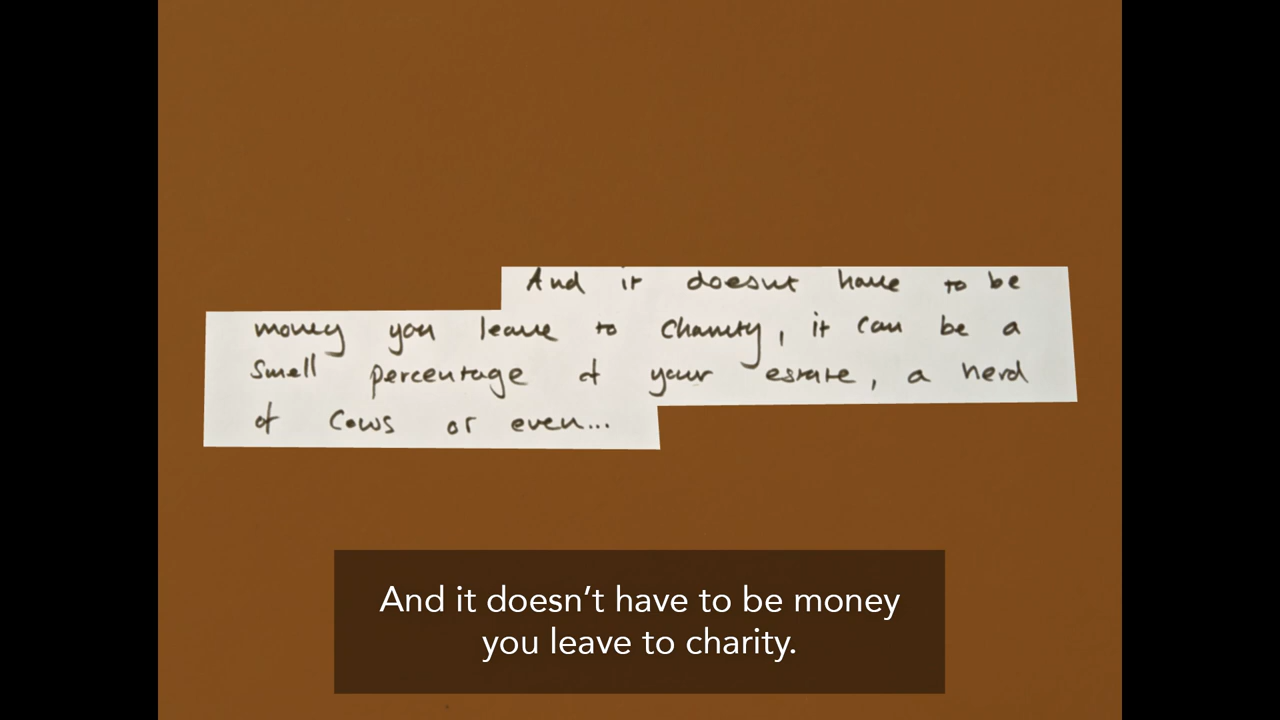 And it doesnt have to be
money you leave to charity, it can be a
small percentage of your estate, a herd
of cows or even...
And it doesn't have to be money
you leave to charity.